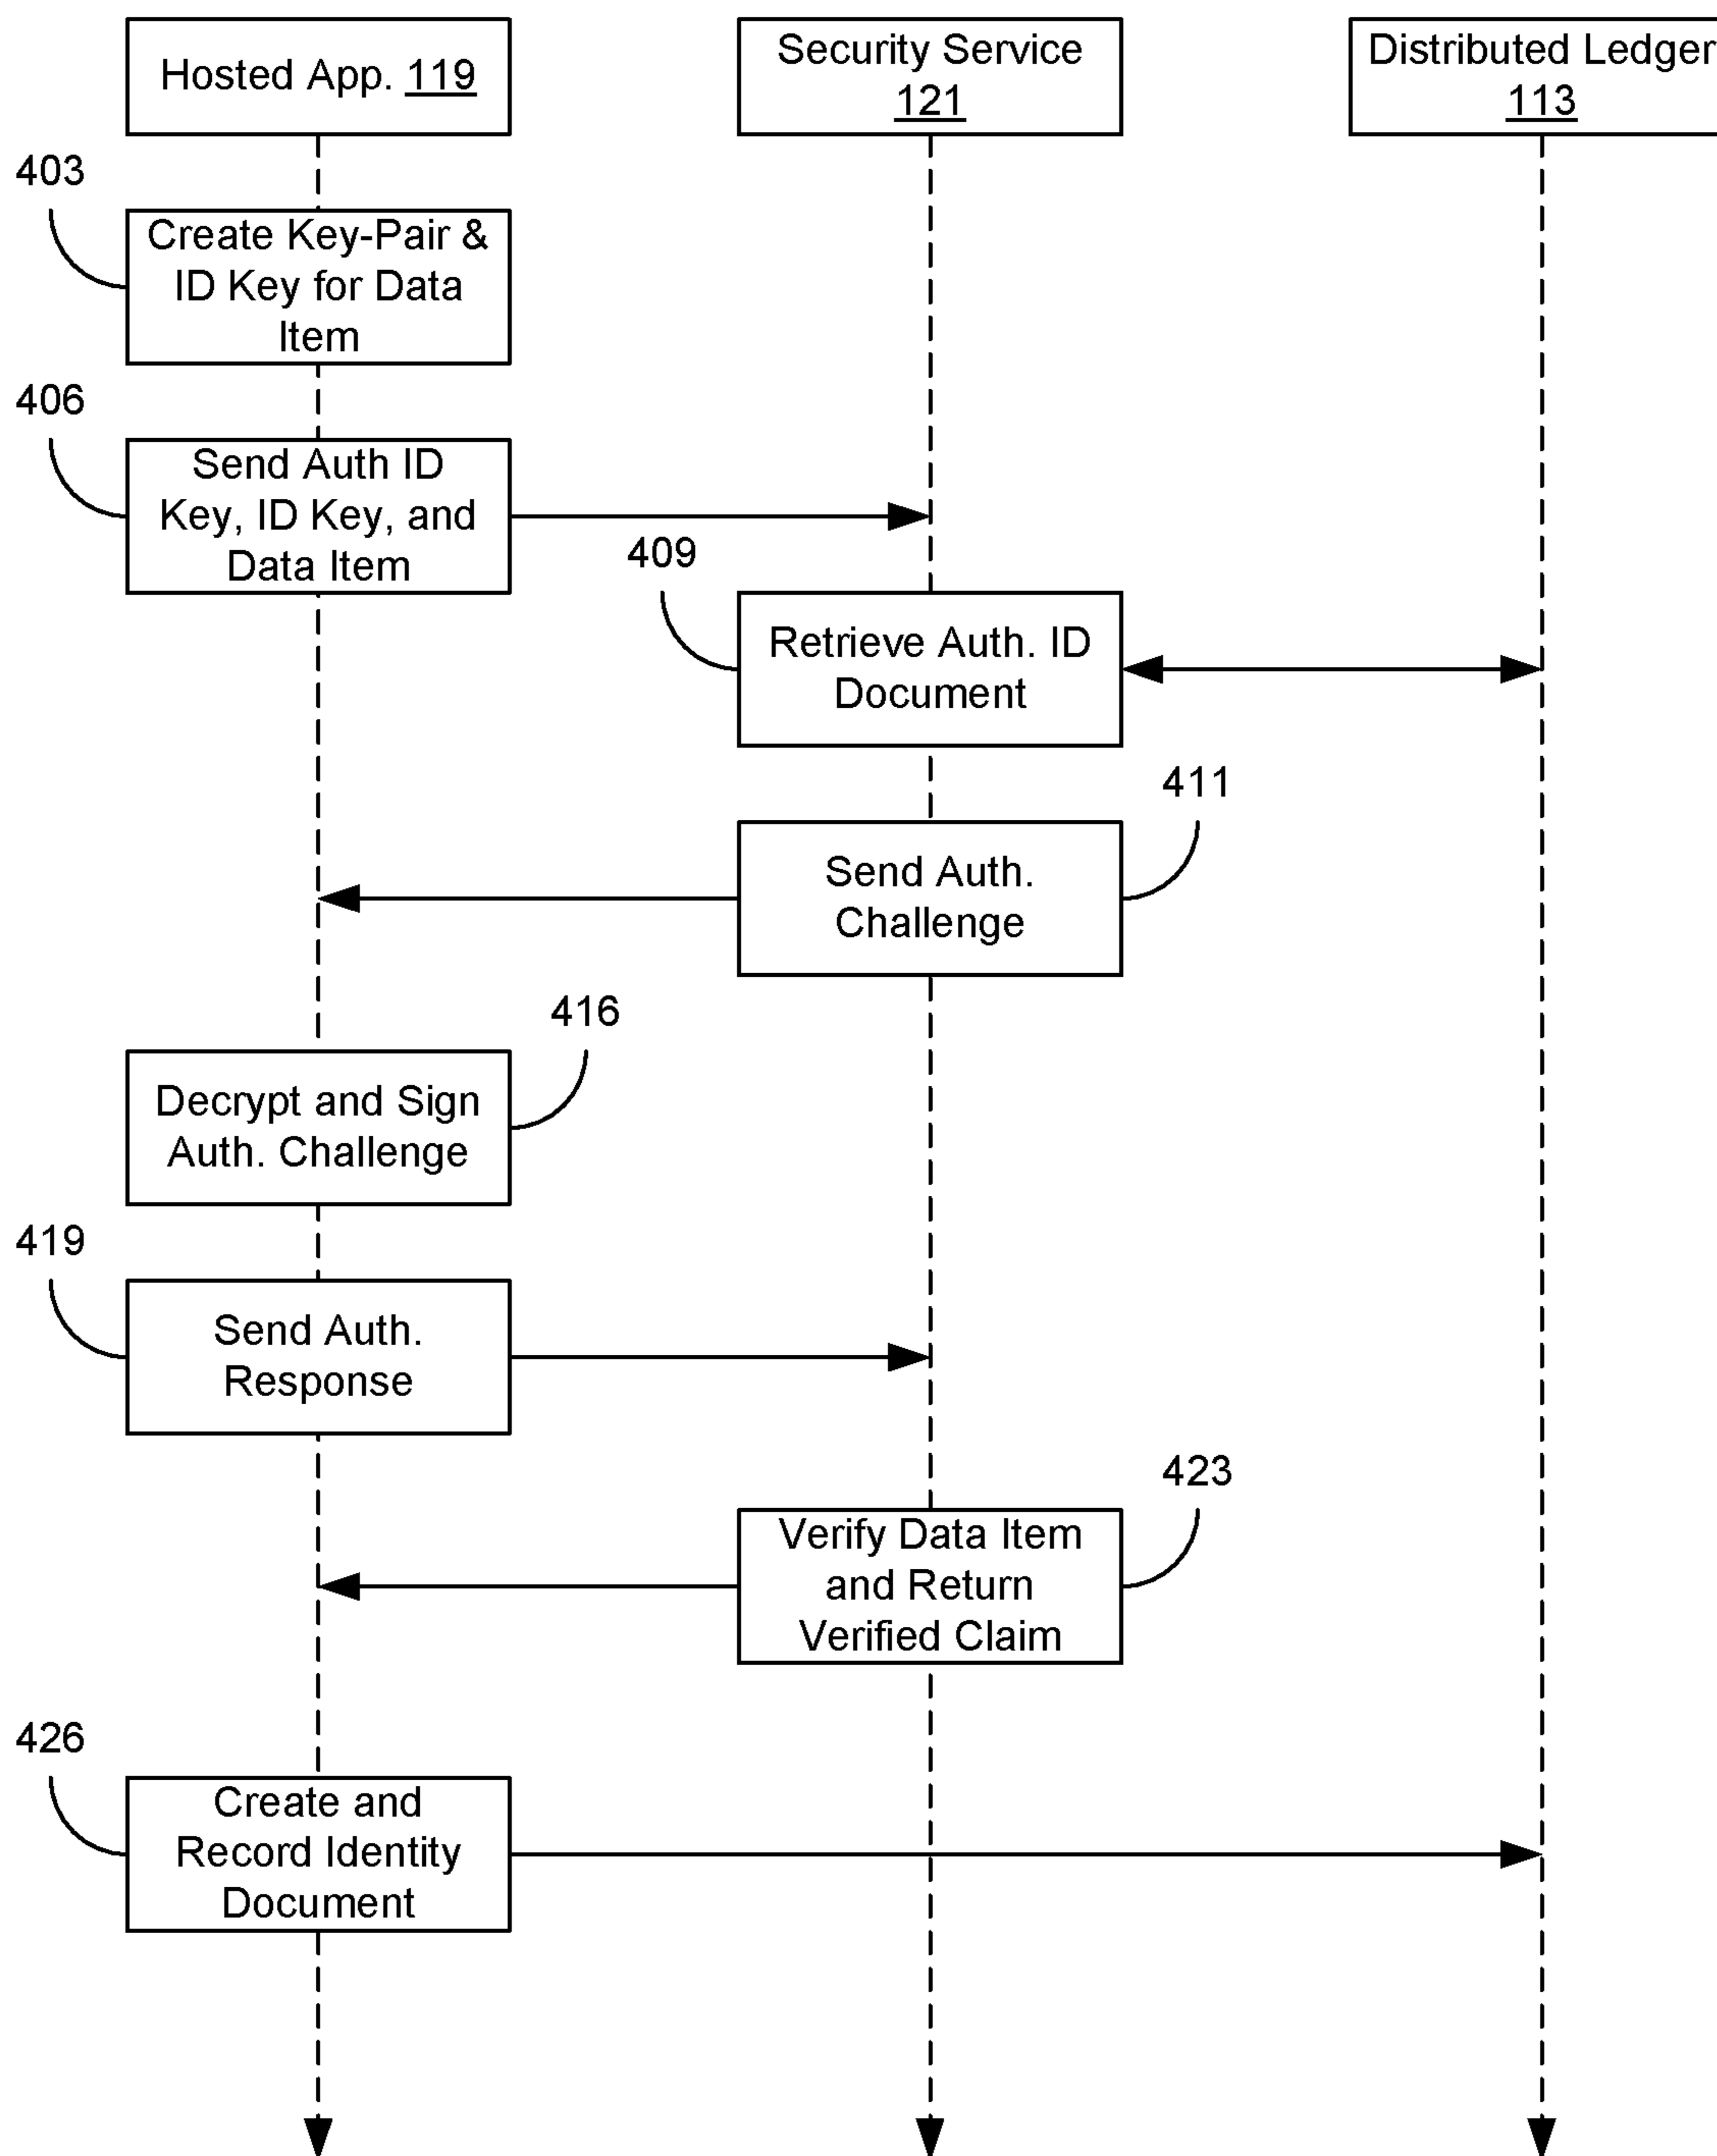 Hosted App. 119
Security Service
121
Distributed Ledger
113
403
Create Key-Pair &
ID Key for Data
Item
406
Send Auth ID
Key, ID Key, and
Data Item
409
Retrieve Auth. ID
Document
411
Send Auth.
Challenge
416
Decrypt and Sign
Auth. Challenge
419
Send Auth.
Response
423
Verify Data Item
and Return
Verified Claim
426
Create and
Record Identity
Document